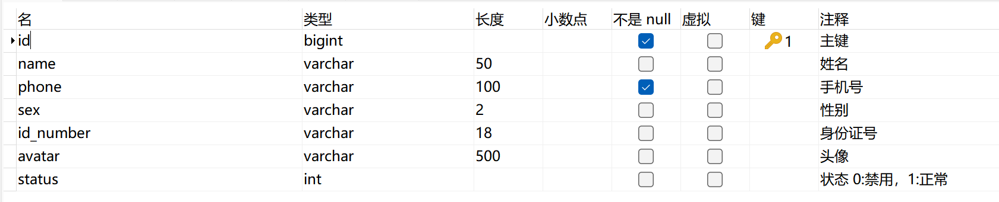 名 类型 长度 小数点 不是 null 虚拟 键 注释
id bigint 1 主键
name varchar 50 姓名
phone varchar 100 手机号
sex varchar 2 性别
id_number varchar 18 身份证号
avatar varchar 500 头像
status int 状态 0:禁用，1:正常